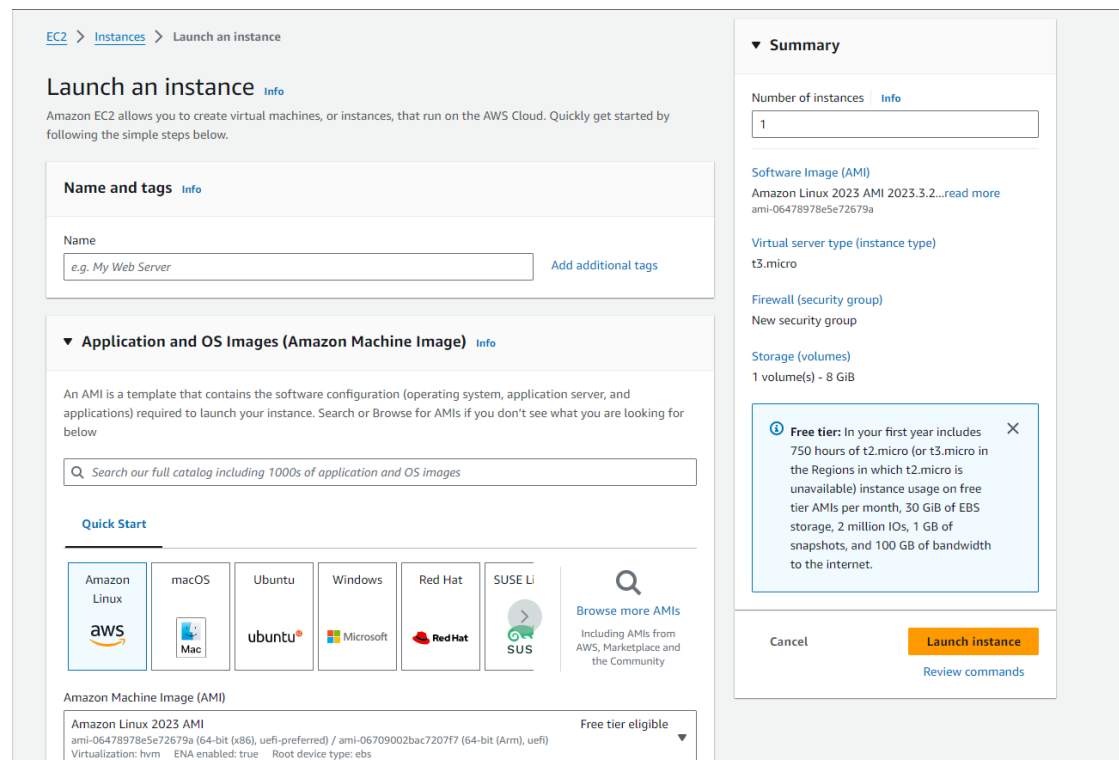 EC2 > Instances > Launch an instance
Launch an instance Info
Amazon EC2 allows you to create virtual machines, or instances, that run on the AWS Cloud. Quickly get started by
following the simple steps below.
Name and tags Info
Name
e.g. My Web Server
Add additional tags
Application and OS Images (Amazon Machine Image) Info
An AMI is a template that contains the software configuration (operating system, application server, and
applications) required to launch your instance. Search or Browse for AMIs if you don't see what you are looking for
below
Search our full catalog including 1000s of application and OS images
Quick Start
Amazon
Linux
aws
macOS
Mac
Ubuntu
ubuntu
Windows
Microsoft
Red Hat
Red Hat
SUSE Li
SUS
Browse more AMIs
Including AMIs from
AWS, Marketplace and
the Community
Amazon Machine Image (AMI)
Amazon Linux 2023 AMI
Free tier eligible
ami-06478978e5e72679a (64-bit (x86), uefi-preferred) / ami-06709002bac7207f7 (64-bit (Arm), uefi)
Virtualization: hvm ENA enabled: true Root device type: ebs
Summary
Number of instances Info
1
Software Image (AMI)
Amazon Linux 2023 AMI 2023.3.2...read more
ami-06478978e5e72679a
Virtual server type (instance type)
t3.micro
Firewall (security group)
New security group
Storage (volumes)
1 volume(s) - 8 GiB
Free tier: In your first year includes
750 hours of t2.micro (or t3.micro in
the Regions in which t2.micro is
unavailable) instance usage on free
tier AMIs per month, 30 GiB of EBS
storage, 2 million IOs, 1 GB of
snapshots, and 100 GB of bandwidth
to the internet.
Cancel
Launch instance
Review commands